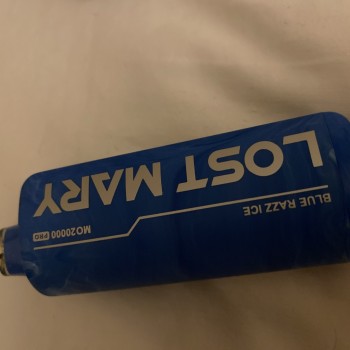 LOST MARY
BLUE RAZZ ICE
MO20000 PRO